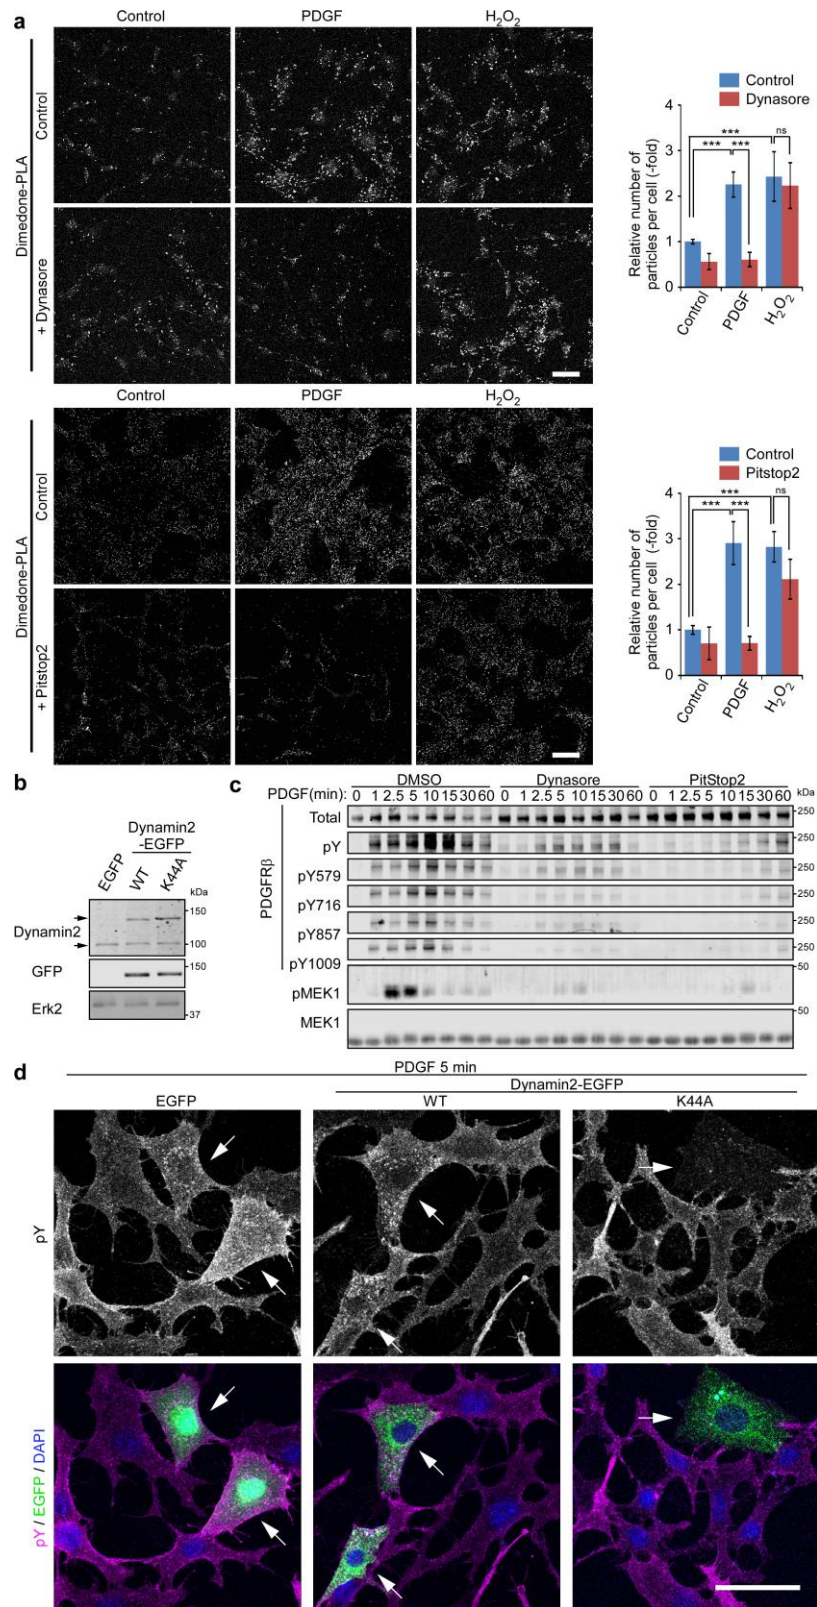 a
Control PDGF H₂O₂
Dimedone-PLA
Control
+ Dynasore
Control
Dynasore
Relative number of
particles per cell (-fold)
4
3
2
1
0
*** ns
*** ***
Control PDGF H₂O₂
Control PDGF H₂O₂
Dimedone-PLA
Control
+ Pitstop2
Control
Pitstop2
Relative number of
particles per cell (-fold)
4
3
2
1
0
*** ns
*** ***
Control PDGF H₂O₂
b
Dynamin2
-EGFP
EGFP WT K44A
kDa
Dynamin2
150
100
GFP
150
Erk2
37
c
DMSO Dynasore PitStop2
PDGF(min): 0 1 2.5 5 10 15 30 60 0 1 2.5 5 10 15 30 60 0 1 2.5 5 10 15 30 60 kDa
PDGFRβ
Total 250
pY 250
pY579 250
pY716 250
pY857 250
pY1009 250
50
pMEK1
50
MEK1
d
PDGF 5 min
Dynamin2-EGFP
EGFP WT K44A
pY
pY / EGFP / DAPI